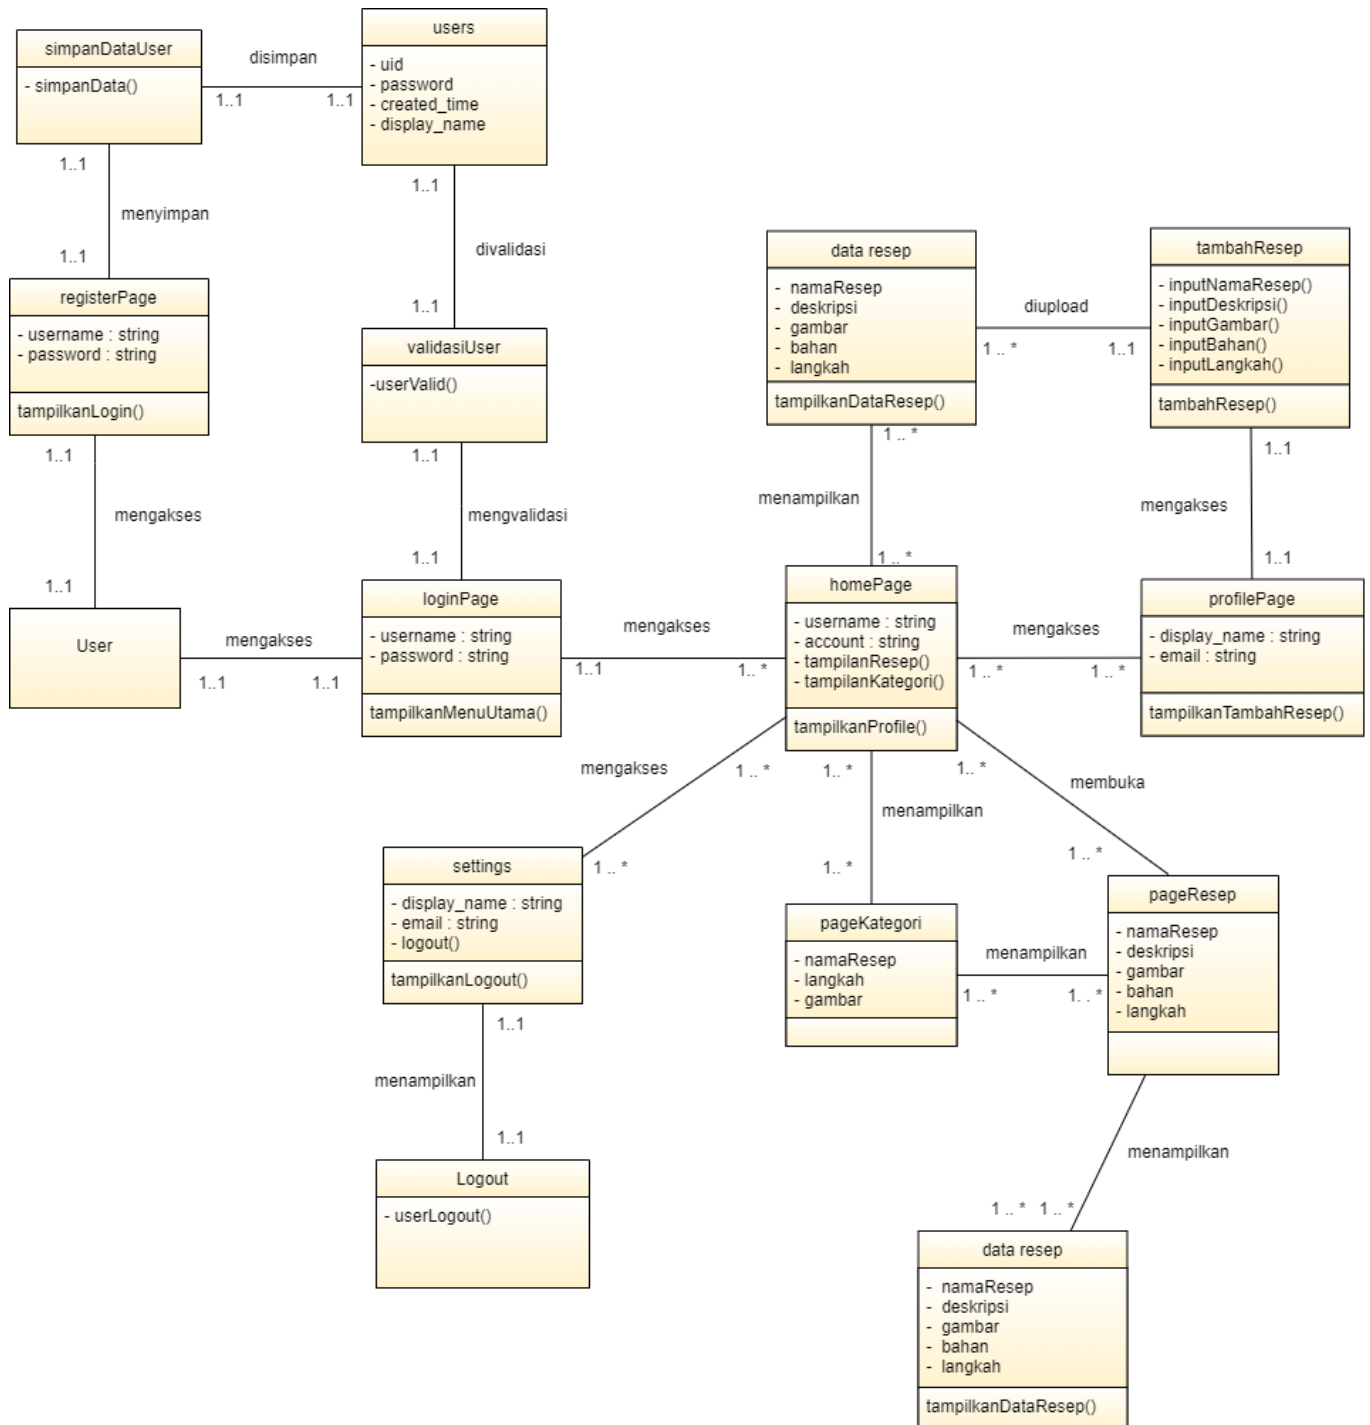 simpanDataUser
- simpanData()
disimpan
1..1
1..1
users
- uid
- password
- created_time
- display_name
1..1
menyimpan
1..1
1..1
divalidasi
1..1
registerPage
- username : string
- password : string
tampilkanLogin()
1..1
mengakses
1..1
validasiUser
-userValid()
1..1
mengvalidasi
1..1
User
mengakses
1..1
1..1
loginPage
- username : string
- password : string
tampilkanMenuUtama()
mengakses
1..1
1.. *
data resep
- namaResep
- deskripsi
- gambar
- bahan
- langkah
tampilkanDataResep()
diupload
1 .. *
1..1
tambahResep
- inputNamaResep()
- inputDeskripsi()
- inputGambar()
- inputBahan()
- inputLangkah()
tambahResep()
1 .. *
menampilkan
1 .. *
1..1
mengakses
1..1
homePage
- username : string
- account : string
- tampilanResep()
- tampilanKategori()
tampilkanProfile()
mengakses
1 .. *
1 .. *
profilePage
- display_name : string
- email : string
tampilkanTambahResep()
mengakses
1 .. *
1 .. *
1.. *
menampilkan
1.. *
1.. *
membuka
1 .. *
settings
- display_name : string
- email : string
- logout()
tampilkanLogout()
1..1
menampilkan
1..1
Logout
- userLogout()
pageKategori
- namaResep
- langkah
- gambar
menampilkan
1 .. *
1. . *
pageResep
- namaResep
- deskripsi
- gambar
- bahan
- langkah
menampilkan
1 .. *
1 .. *
data resep
- namaResep
- deskripsi
- gambar
- bahan
- langkah
tampilkanDataResep()